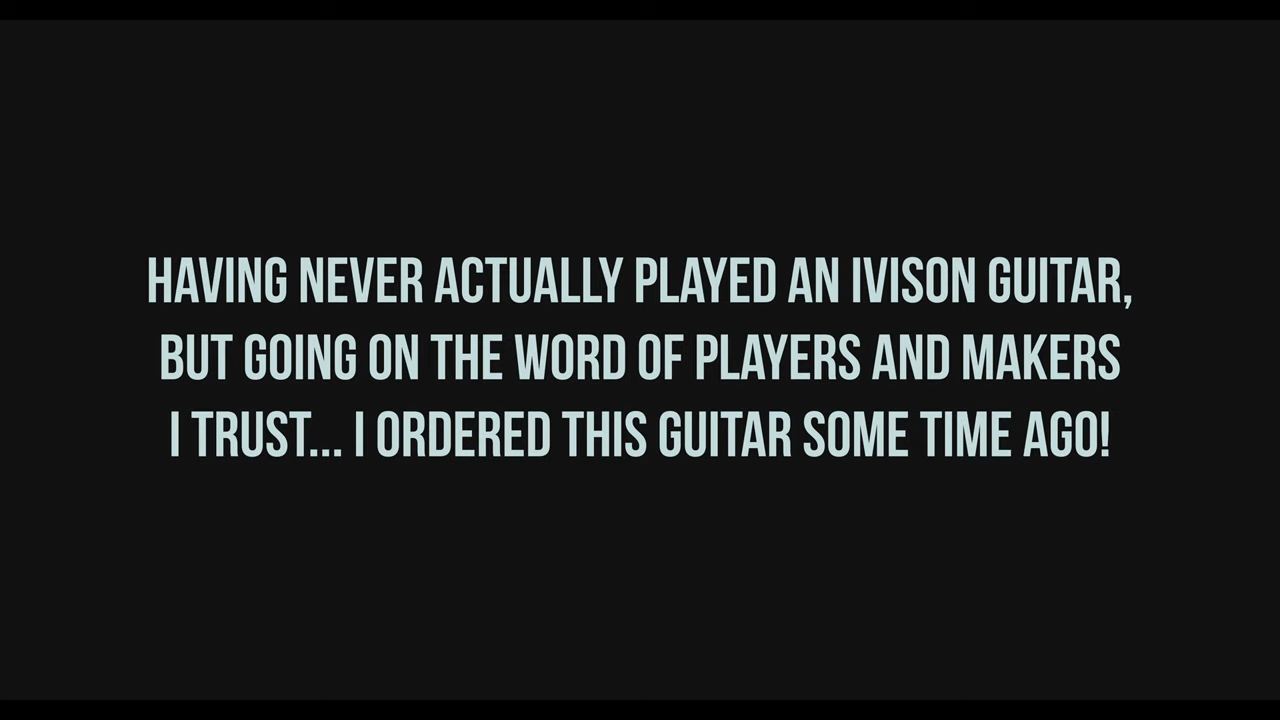 HAVING NEVER ACTUALLY PLAYED AN IVISON GUITAR,
BUT GOING ON THE WORD OF PLAYERS AND MAKERS
I TRUST... I ORDERED THIS GUITAR SOME TIME AGO!